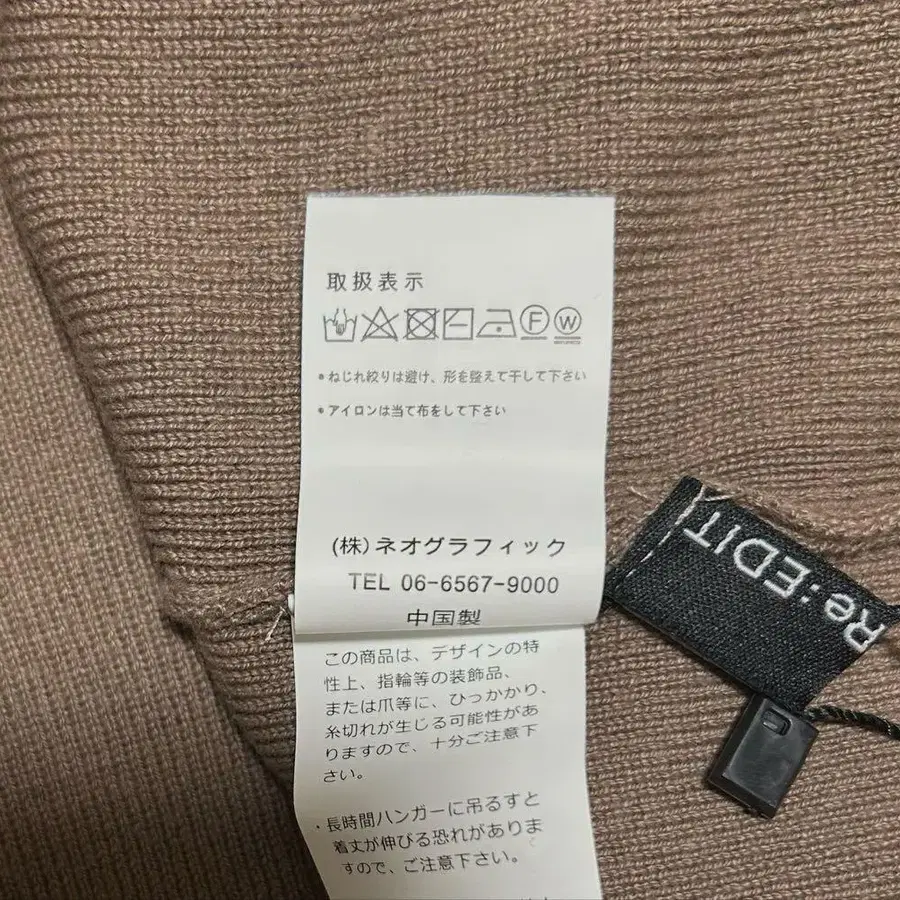 取扱表示
F W
•ねじれ絞りは避け、形を整えて干して下さい
•アイロンは当て布をして下さい
(株)ネオグラフィック
TEL 06-6567-9000
中国製
この商品は、デザインの特
性上、指輪等の装飾品、
または爪等に、ひっかかり、
糸切れが生じる可能性があ
りますので、十分ご注意下
さい。
・長時間ハンガーに吊るすと
着丈が伸びる恐れがありま
すので、ご注意下さい。
Re:EDIT